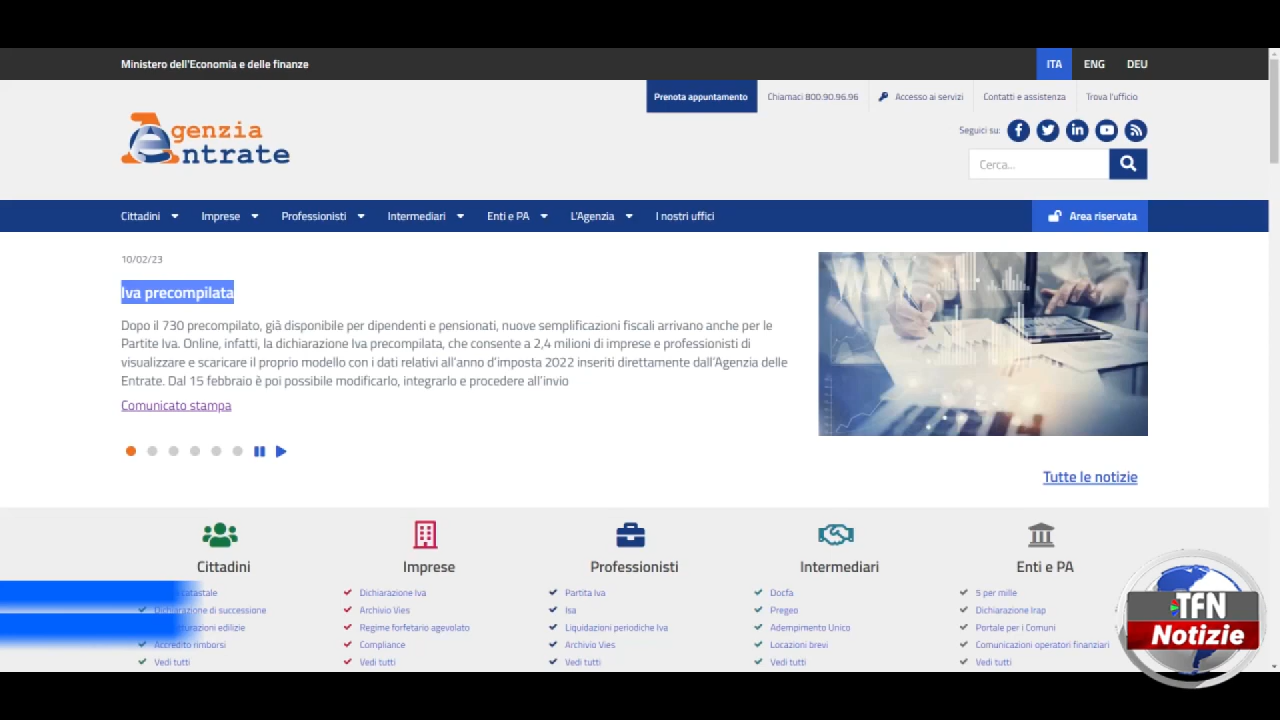 Ministero dell'Economia e delle finanze
ITA ENG DEU
Prenota appuntamento Chiamaci 800.90.96.96 Accesso ai servizi Contatti e assistenza Trova l'ufficio
Agenzia
Entrate
Seguici su:
Cerca...
Cittadini Imprese Professionisti Intermediari Enti e PA L'Agenzia I nostri uffici Area riservata
10/02/23
Iva precompilata
Dopo il 730 precompilato, già disponibile per dipendenti e pensionati, nuove semplificazioni fiscali arrivano anche per le
Partite Iva. Online, infatti, la dichiarazione Iva precompilata, che consente a 2,4 milioni di imprese e professionisti di
visualizzare e scaricare il proprio modello con i dati relativi all'anno d'imposta 2022 inseriti direttamente dall'Agenzia delle
Entrate. Dal 15 febbraio è poi possibile modificarlo, integrarlo e procedere all'invio
Comunicato stampa
Tutte le notizie
Cittadini Imprese Professionisti Intermediari Enti e PA
catastale Dichiarazione Iva Partita Iva Docfa 5 per mille
Dichiarazione di successione Archivio Vies Isa Pregeo Dichiarazione Irap
edilizie Regime forfetario agevolato Liquidazioni periodiche Iva Adempimento Unico Portale per i Comuni
Accredito rimborsi Compliance Archivio Vies Locazioni brevi Comunicazioni operatori finanziari
Vedi tutti Vedi tutti Vedi tutti Vedi tutti Vedi tutti
TFN
Notizie